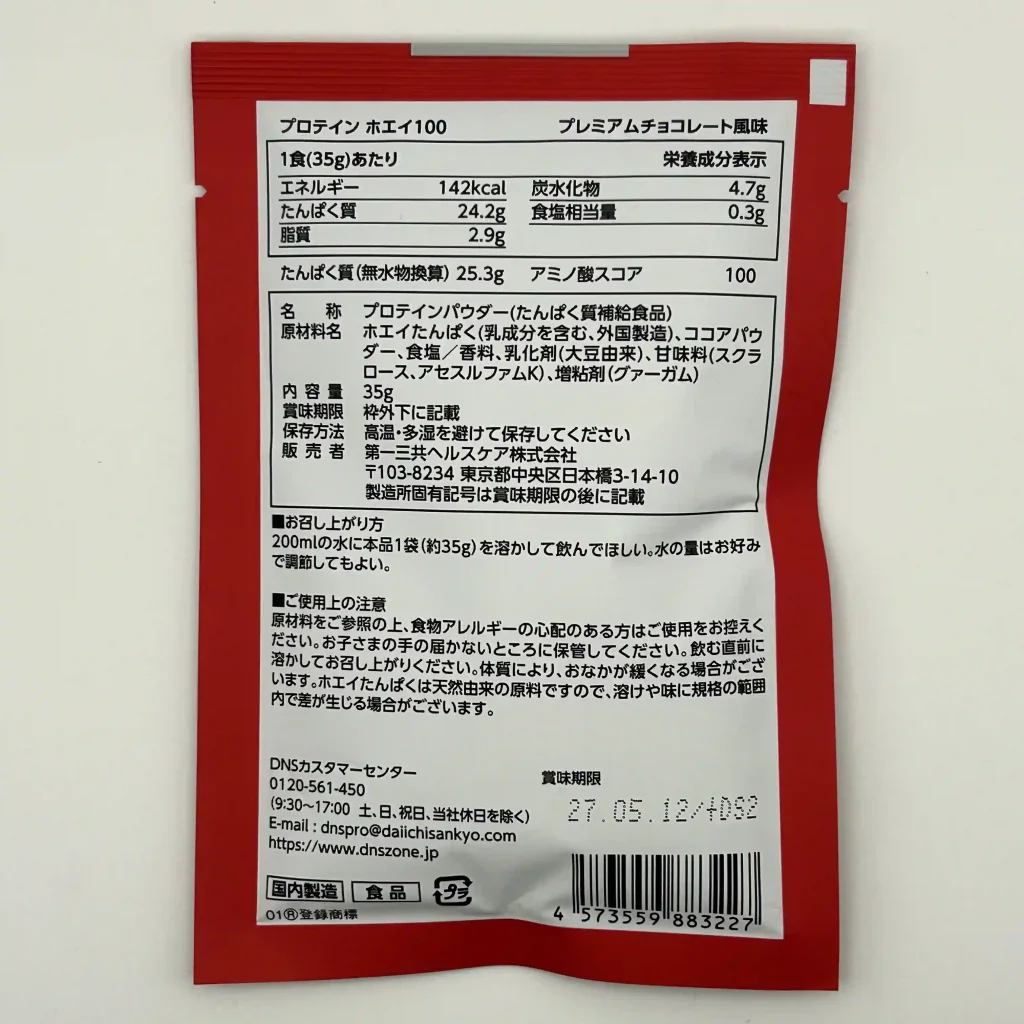 プロテイン ホエイ100 プレミアムチョコレート風味
1食(35g)あたり 栄養成分表示
エネルギー 142kcal 炭水化物 4.7g
たんぱく質 24.2g 食塩相当量 0.3g
脂質 2.9g
たんぱく質(無水物換算) 25.3g アミノ酸スコア 100
名称 プロテインパウダー(たんぱく質補給食品)
原材料名 ホエイたんぱく(乳成分を含む、外国製造)、ココアパウ
ダー、食塩／香料、乳化剤(大豆由来)、甘味料(スクラ
ロース、アセスルファムK)、増粘剤(グァーガム)
内容量 35g
賞味期限 枠外下に記載
保存方法 高温・多湿を避けて保存してください
販売者 第一三共ヘルスケア株式会社
〒103-8234 東京都中央区日本橋3-14-10
製造所固有記号は賞味期限の後に記載
■お召し上がり方
200mlの水に本品1袋(約35g)を溶かして飲んでほしい。水の量はお好み
で調節してもよい。
■ご使用上の注意
原材料をご参照の上、食物アレルギーの心配のある方はご使用をお控えく
ださい。お子さまの手の届かないところに保管してください。飲む直前に
溶かしてお召し上がりください。体質により、おなかが緩くなる場合がござ
います。ホエイたんぱくは天然由来の原料ですので、溶けや味に規格の範囲
内で差が生じる場合がございます。
DNSカスタマーセンター
0120-561-450
(9:30～17:00 土、日、祝日、当社休日を除く)
E-mail : dnspro@daiichisankyo.com
https://www.dnszone.jp
賞味期限
27.05.12/+DS2
国内製造 食品 プラ
01®登録商標
4 573559 883227